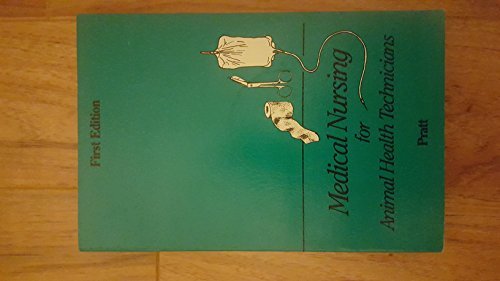 First Edition
Medical Nursing
for
Animal Health Technicians
Pratt